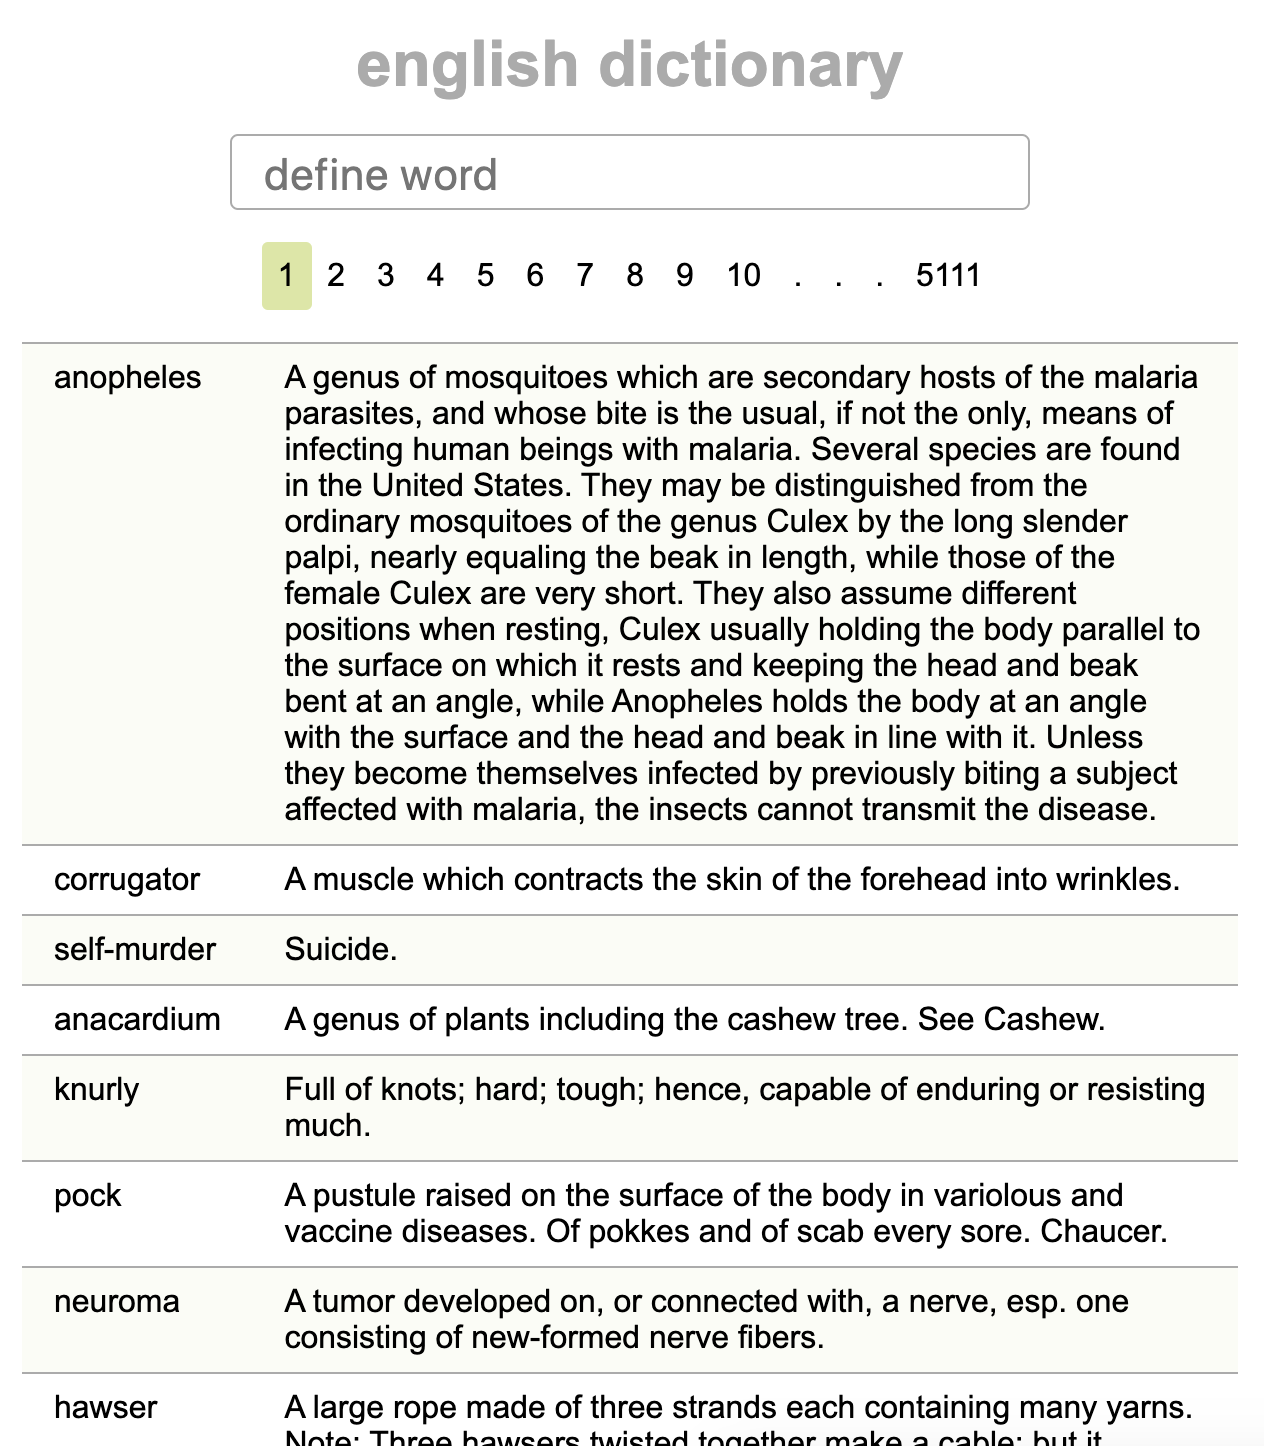 english dictionary
define word
1 2 3 4 5 6 7 8 9 10 . . . 5111
anopheles A genus of mosquitoes which are secondary hosts of the malaria
parasites, and whose bite is the usual, if not the only, means of
infecting human beings with malaria. Several species are found
in the United States. They may be distinguished from the
ordinary mosquitoes of the genus Culex by the long slender
palpi, nearly equaling the beak in length, while those of the
female Culex are very short. They also assume different
positions when resting, Culex usually holding the body parallel to
the surface on which it rests and keeping the head and beak
bent at an angle, while Anopheles holds the body at an angle
with the surface and the head and beak in line with it. Unless
they become themselves infected by previously biting a subject
affected with malaria, the insects cannot transmit the disease.
corrugator A muscle which contracts the skin of the forehead into wrinkles.
self-murder Suicide.
anacardium A genus of plants including the cashew tree. See Cashew.
knurly Full of knots; hard; tough; hence, capable of enduring or resisting
much.
pock A pustule raised on the surface of the body in variolous and
vaccine diseases. Of pokkes and of scab every sore. Chaucer.
neuroma A tumor developed on, or connected with, a nerve, esp. one
consisting of new-formed nerve fibers.
hawser A large rope made of three strands each containing many yarns.
Note: Three hawsers twisted together make a cable; but it